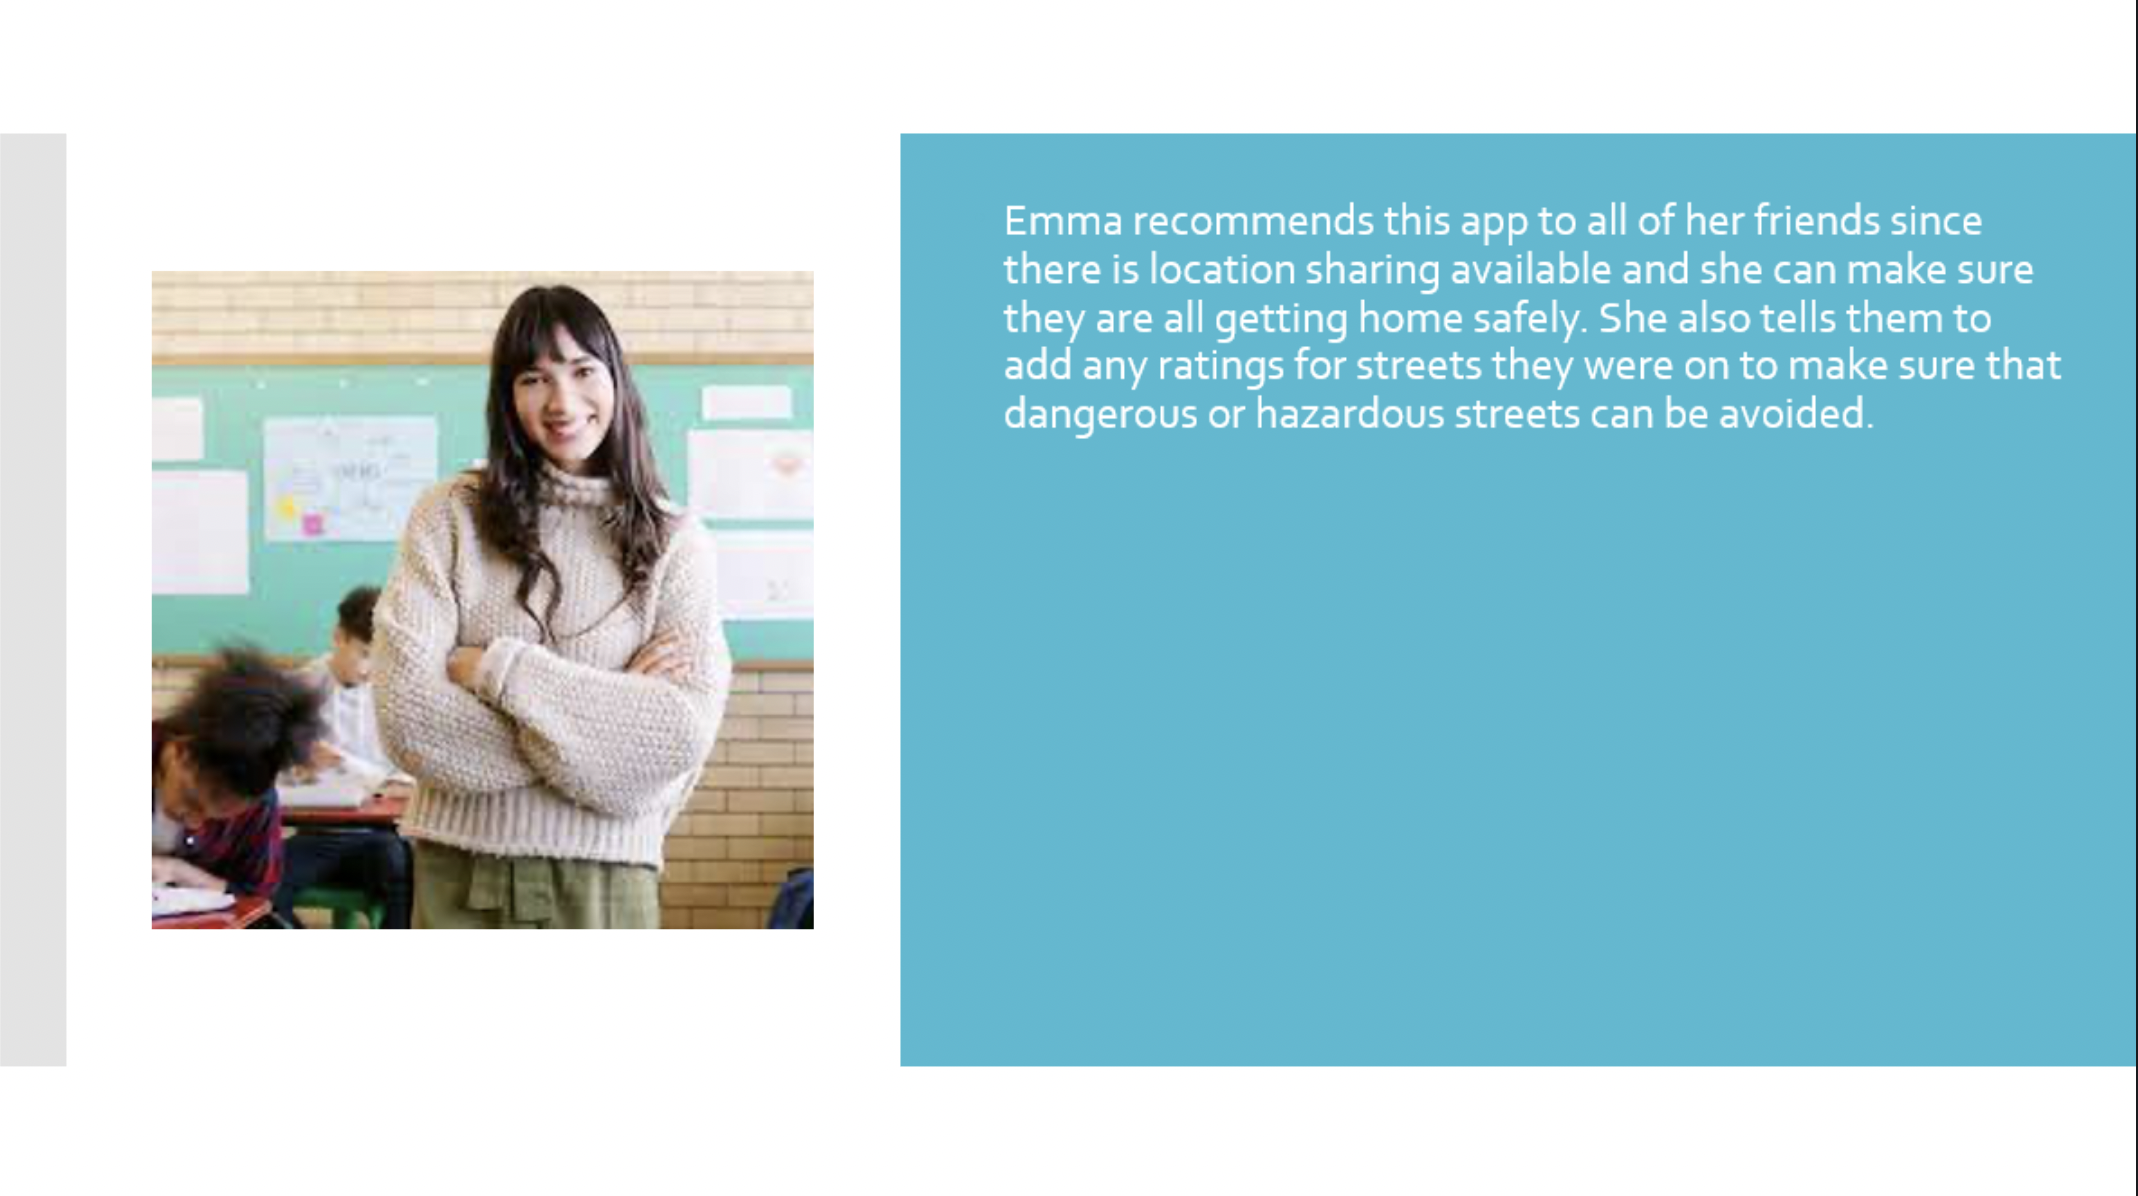 Emma recommends this app to all of her friends since
there is location sharing available and she can make sure
they are all getting home safely. She also tells them to
add any ratings for streets they were on to make sure that
dangerous or hazardous streets can be avoided.